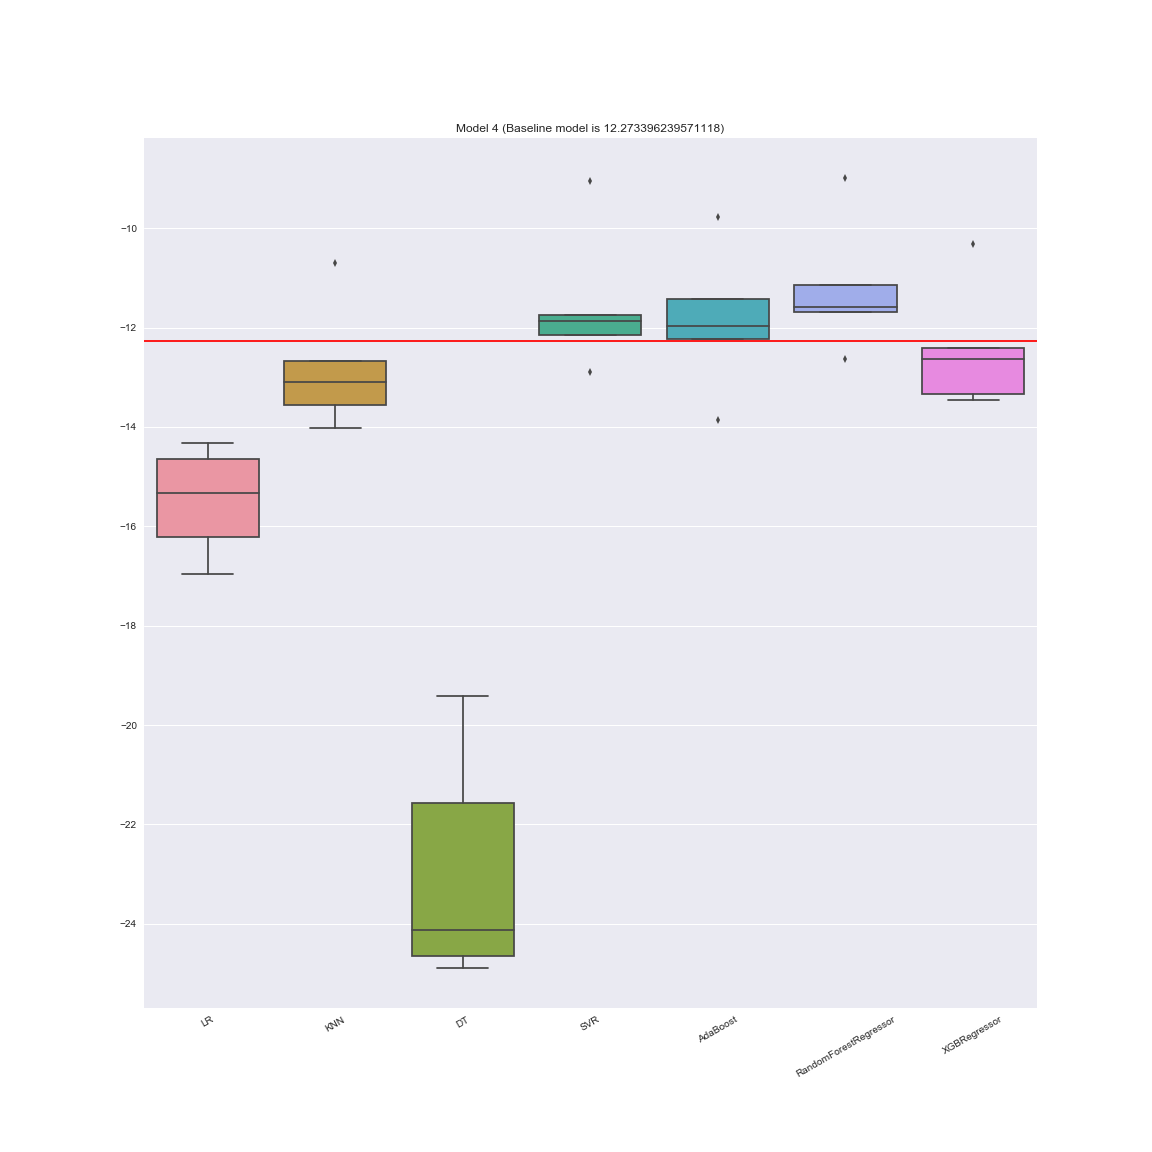 Model 4 (Baseline model is 12.273396239571118)
−10
−12
−14
−16
−18
−20
−22
−24
LR
KNN
DT
SVR
AdaBoost
RandomForestRegressor
XGBRegressor